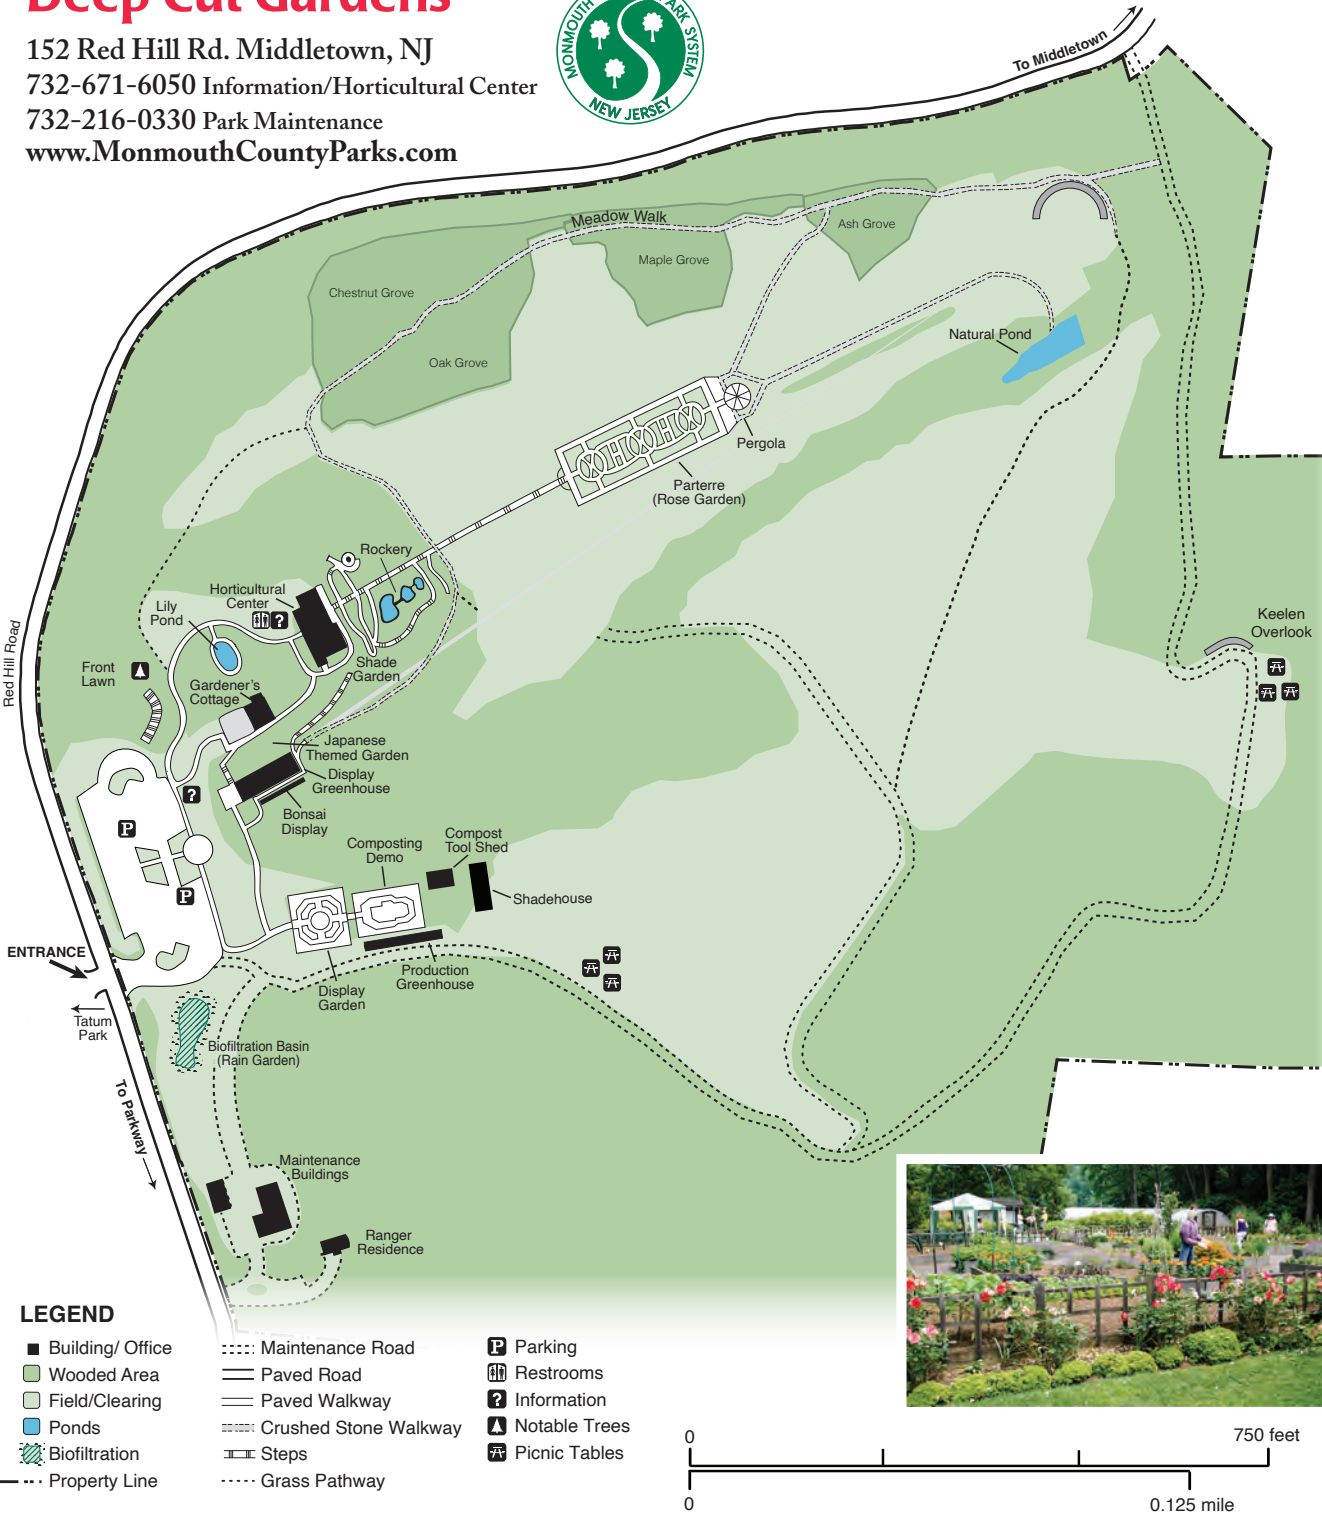 Deep Cut Gardens
152 Red Hill Rd. Middletown, NJ
732-671-6050 Information/Horticultural Center
732-216-0330 Park Maintenance
www.MonmouthCountyParks.com
MONMOUTH
PARK SYSTEM
NEW JERSEY
To Middletown
Meadow Walk
Ash Grove
Maple Grove
Chestnut Grove
Oak Grove
Natural Pond
Pergola
Parterre
(Rose Garden)
Rockery
Horticultural
Center
?
Lily
Pond
Keelen
Overlook
Red Hill Road
Front
Lawn
Shade
Garden
Gardener's
Cottage
Japanese
Themed Garden
Display
Greenhouse
?
Bonsai
Display
P
Compost
Tool Shed
Composting
Demo
P
Shadehouse
ENTRANCE
Production
Greenhouse
Display
Garden
Tatum
Park
Biofiltration Basin
(Rain Garden)
To Parkway
Maintenance
Buildings
Ranger
Residence
LEGEND
Building/ Office
Wooded Area
Field/Clearing
Ponds
Biofiltration
Property Line
Maintenance Road
Paved Road
Paved Walkway
Crushed Stone Walkway
Steps
Grass Pathway
P Parking
Restrooms
? Information
Notable Trees
Picnic Tables
0 750 feet
0 0.125 mile